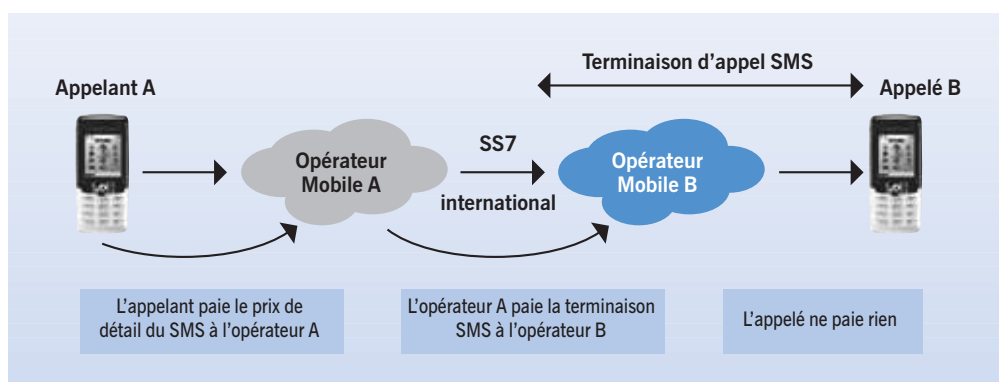 Terminaison d'appel SMS
Appelant A
Appelé B
Opérateur
Mobile A
SS7
international
Opérateur
Mobile B
L'appelant paie le prix de
détail du SMS à l'opérateur A
L'opérateur A paie la terminaison
SMS à l'opérateur B
L'appelé ne paie rien